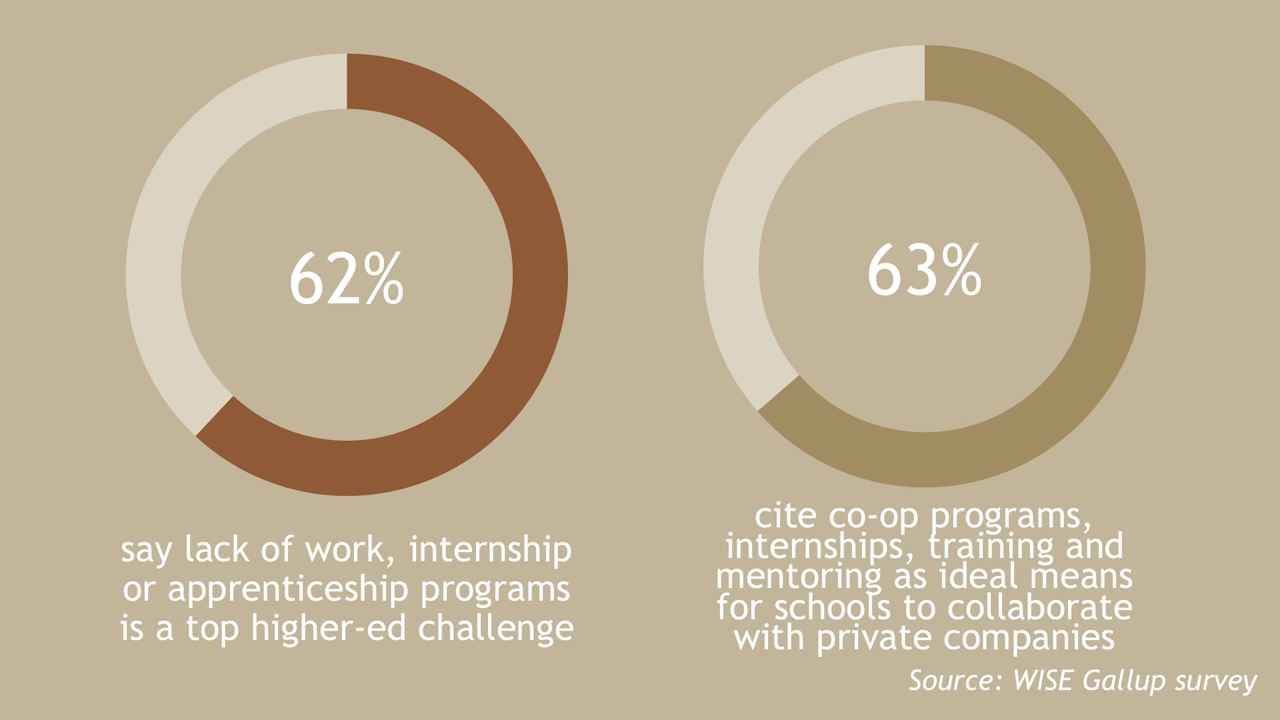 62%
say lack of work, internship
or apprenticeship programs
is a top higher-ed challenge
63%
cite co-op programs,
internships, training and
mentoring as ideal means
for schools to collaborate
with private companies
Source: WISE Gallup survey